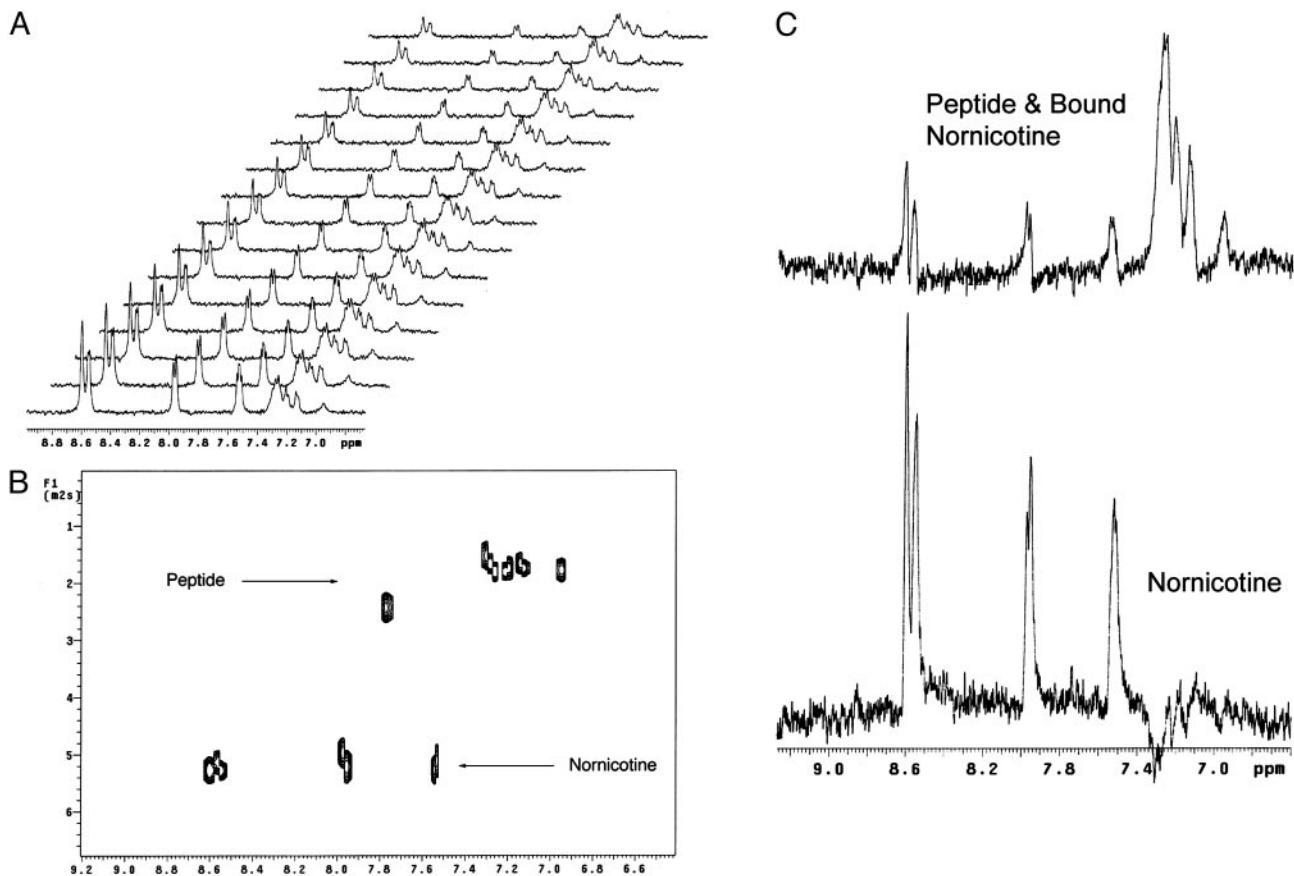 A
8.8 8.6 8.4 8.2 8.0 7.8 7.6 7.4 7.2 7.0 ppm
B
F1
(m2s)
1
2
3
4
5
6
Peptide
Nornicotine
9.2 9.0 8.8 8.6 8.4 8.2 8.0 7.8 7.6 7.4 7.2 7.0 6.8 6.6
C
Peptide & Bound
Nornicotine
Nornicotine
9.0 8.6 8.2 7.8 7.4 7.0 ppm